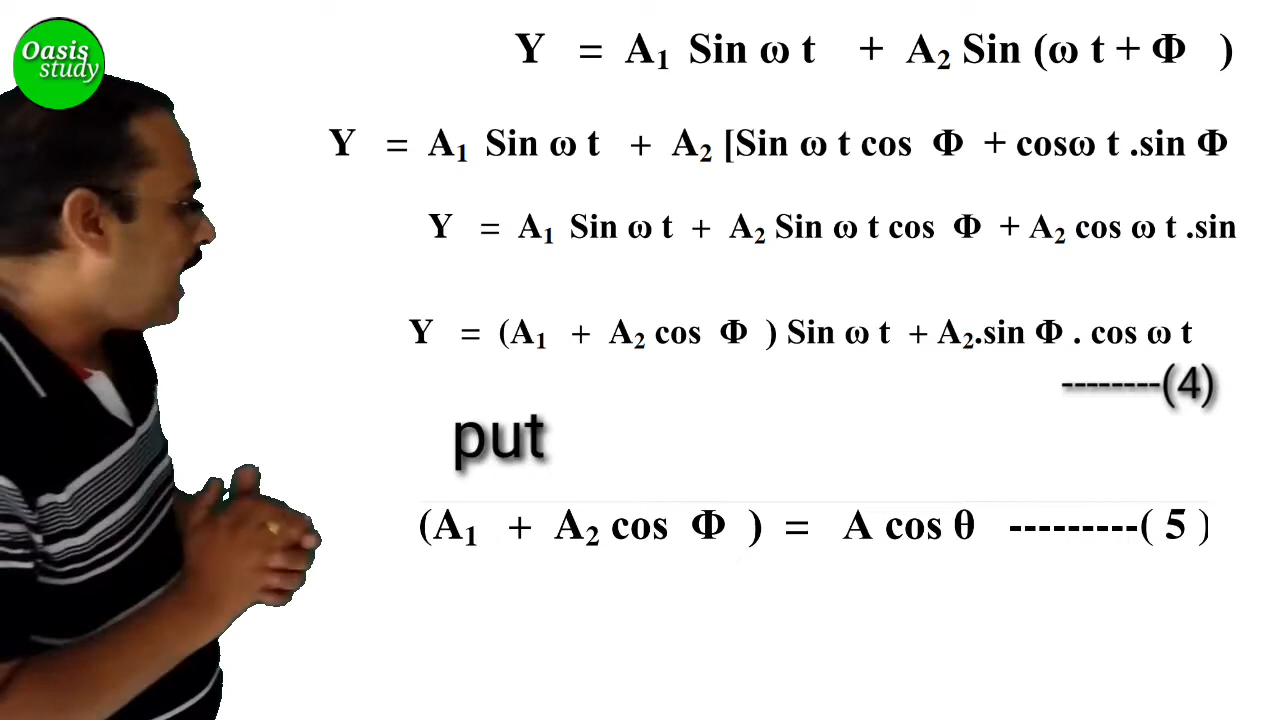 Oasis
study
Y = A₁ Sin ω t + A₂ Sin (ω t + Φ )
Y = A₁ Sin ω t + A₂ [Sin ω t cos Φ + cosω t .sin Φ
Y = A₁ Sin ω t + A₂ Sin ω t cos Φ + A₂ cos ω t .sin
Y = (A₁ + A₂ cos Φ ) Sin ω t + A₂.sin Φ . cos ω t
--------(4)
put
(A₁ + A₂ cos Φ ) = A cos θ ---------( 5 )